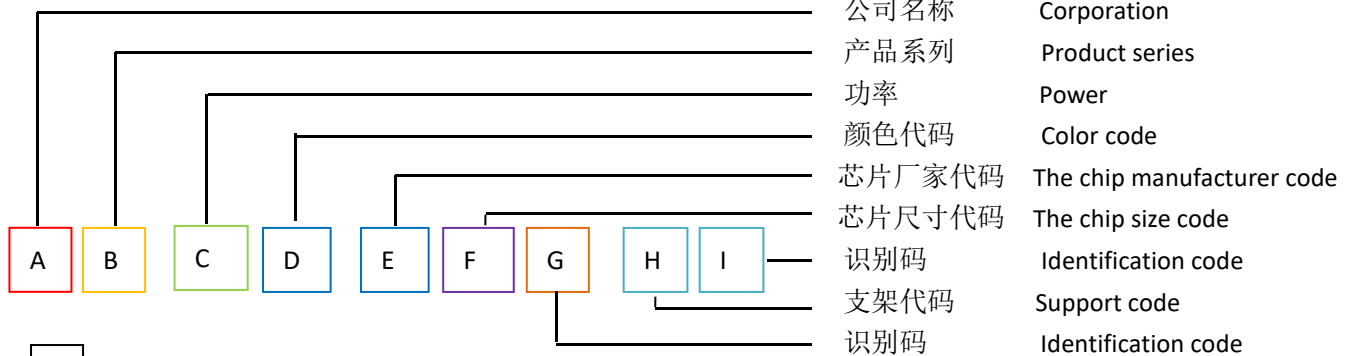 公司名称 Corporation
产品系列 Product series
功率 Power
颜色代码 Color code
芯片厂家代码 The chip manufacturer code
芯片尺寸代码 The chip size code
A B C D E F G H I
识别码 Identification code
支架代码 Support code
识别码 Identification code